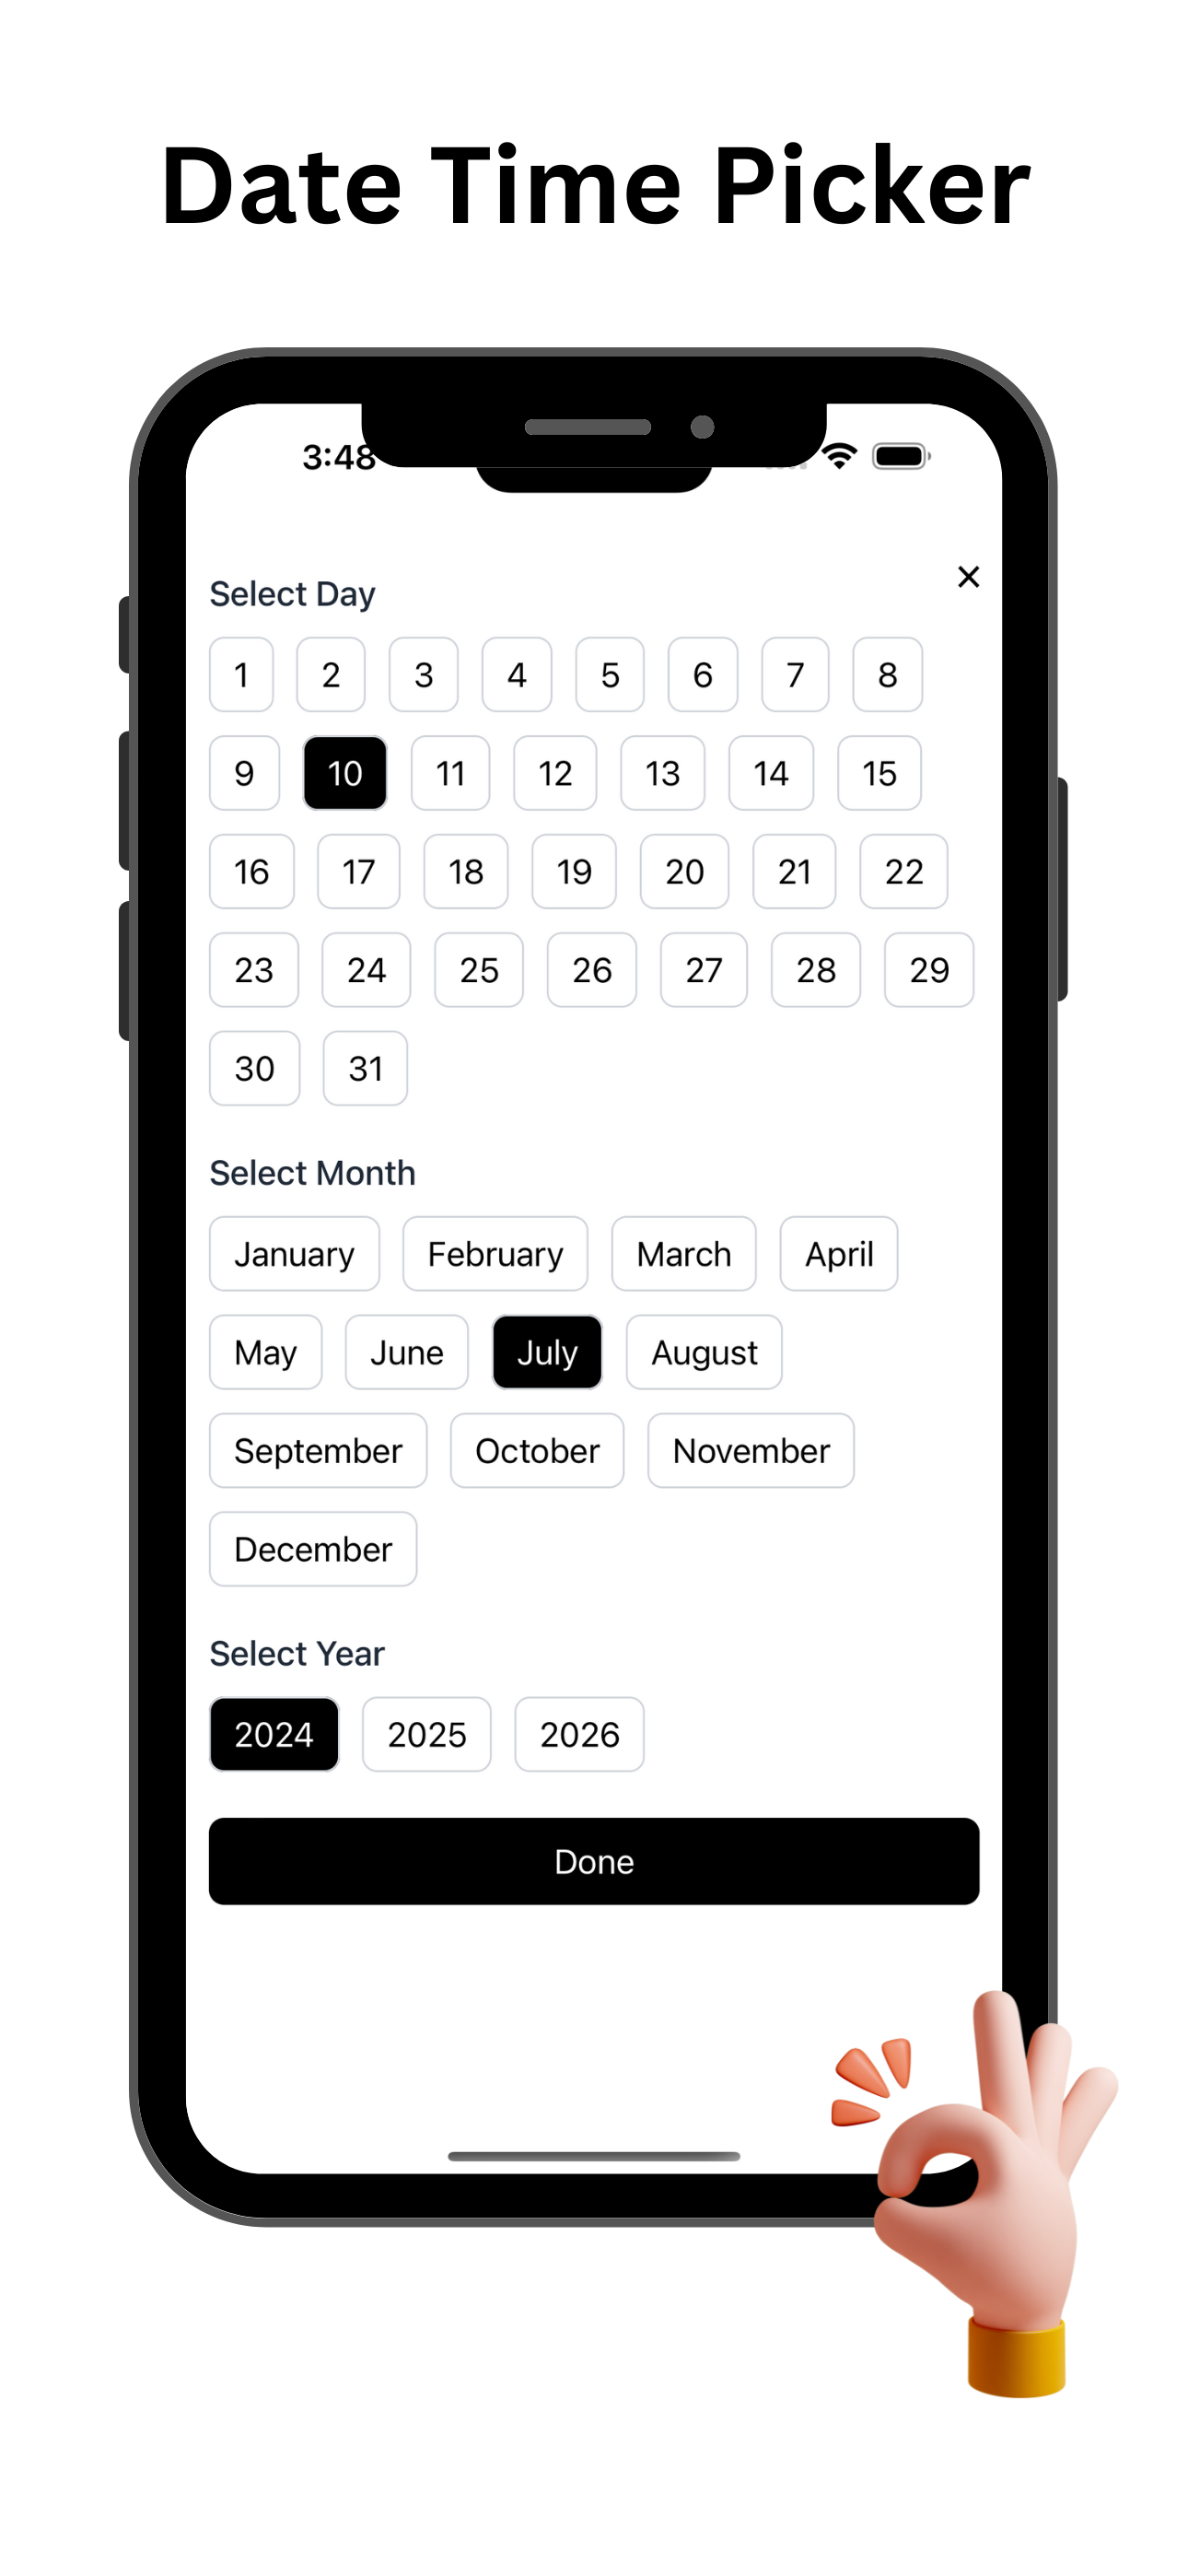 Date Time Picker
3:48
Select Day
×
1 2 3 4 5 6 7 8
9 10 11 12 13 14 15
16 17 18 19 20 21 22
23 24 25 26 27 28 29
30 31
Select Month
January February March April
May June July August
September October November
December
Select Year
2024 2025 2026
Done